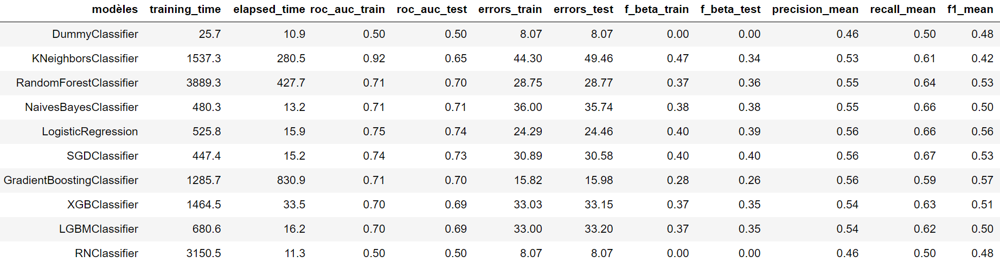 modèles training_time elapsed_time roc_auc_train roc_auc_test errors_train errors_test f_beta_train f_beta_test precision_mean recall_mean f1_mean
DummyClassifier 25.7 10.9 0.50 0.50 8.07 8.07 0.00 0.00 0.46 0.50 0.48
KNeighborsClassifier 1537.3 280.5 0.92 0.65 44.30 49.46 0.47 0.34 0.53 0.61 0.42
RandomForestClassifier 3889.3 427.7 0.71 0.70 28.75 28.77 0.37 0.36 0.55 0.64 0.53
NaivesBayesClassifier 480.3 13.2 0.71 0.71 36.00 35.74 0.38 0.38 0.55 0.66 0.50
LogisticRegression 525.8 15.9 0.75 0.74 24.29 24.46 0.40 0.39 0.56 0.66 0.56
SGDClassifier 447.4 15.2 0.74 0.73 30.89 30.58 0.40 0.40 0.56 0.67 0.53
GradientBoostingClassifier 1285.7 830.9 0.71 0.70 15.82 15.98 0.28 0.26 0.56 0.59 0.57
XGBClassifier 1464.5 33.5 0.70 0.69 33.03 33.15 0.37 0.35 0.54 0.63 0.51
LGBMClassifier 680.6 16.2 0.70 0.69 33.00 33.20 0.37 0.35 0.54 0.62 0.50
RNClassifier 3150.5 11.3 0.50 0.50 8.07 8.07 0.00 0.00 0.46 0.50 0.48